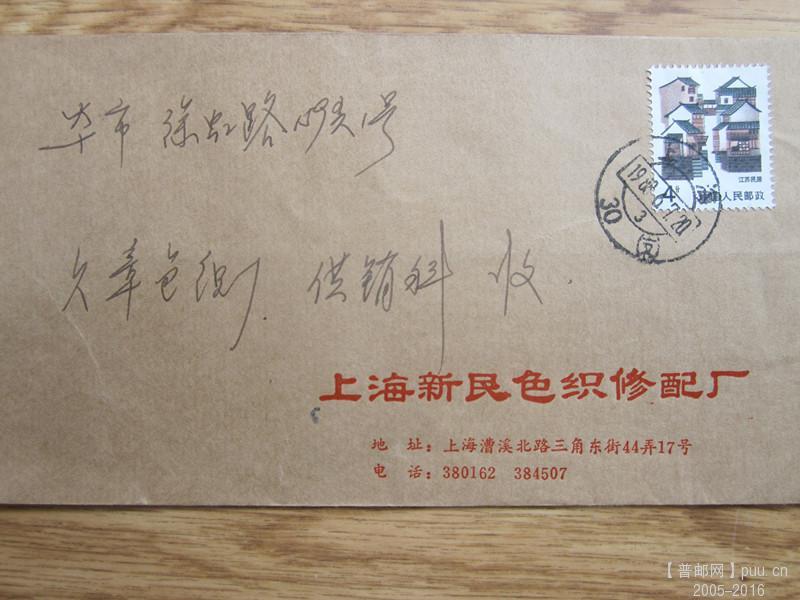 本市 徐虹路 号
色织厂 供销科 收
江苏民居
4分 中国人民邮政
30 3
上海新民色织修配厂
地 址：上海漕溪北路三角东街44弄17号
电 话：380162 384507
【普邮网】puu.cn
2005-2016